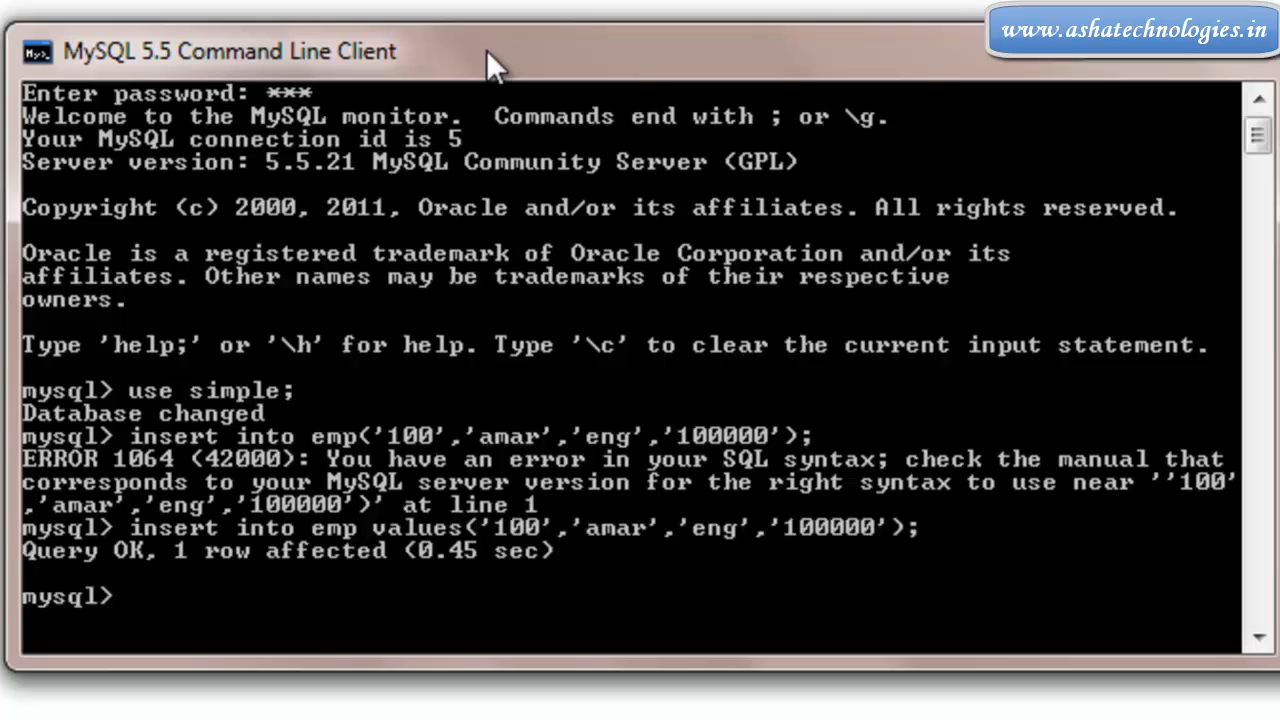 www.ashatechnologies.in
MySQL 5.5 Command Line Client
Enter password: ***
Welcome to the MySQL monitor.  Commands end with ; or \g.
Your MySQL connection id is 5
Server version: 5.5.21 MySQL Community Server (GPL)
Copyright (c) 2000, 2011, Oracle and/or its affiliates. All rights reserved.
Oracle is a registered trademark of Oracle Corporation and/or its
affiliates. Other names may be trademarks of their respective
owners.
Type 'help;' or '\h' for help. Type '\c' to clear the current input statement.
mysql> use simple;
Database changed
mysql> insert into emp('100','amar','eng','100000');
ERROR 1064 (42000): You have an error in your SQL syntax; check the manual that
corresponds to your MySQL server version for the right syntax to use near ''100'
,'amar','eng','100000')' at line 1
mysql> insert into emp values('100','amar','eng','100000');
Query OK, 1 row affected (0.45 sec)
mysql>